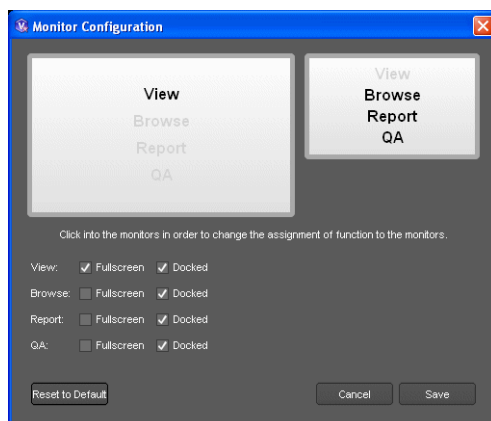 Monitor Configuration
View
Browse
Report
QA
View
Browse
Report
QA
Click into the monitors in order to change the assignment of function to the monitors.
View: Fullscreen Docked
Browse: Fullscreen Docked
Report: Fullscreen Docked
QA: Fullscreen Docked
Reset to Default Cancel Save